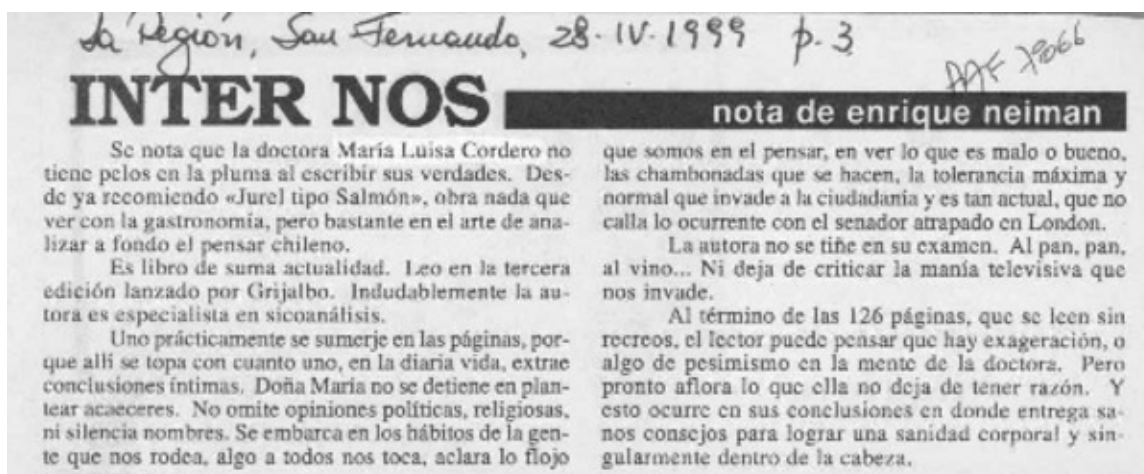 La Región, San Fernando, 28-IV-1999 p.3
AAF 7866
INTER NOS
nota de enrique neiman
Se nota que la doctora María Luisa Cordero no
tiene pelos en la pluma al escribir sus verdades. Des-
de ya recomiendo «Jurel tipo Salmón», obra nada que
ver con la gastronomía, pero bastante en el arte de ana-
lizar a fondo el pensar chileno.
Es libro de suma actualidad. Leo en la tercera
edición lanzado por Grijalbo. Indudablemente la au-
tora es especialista en sicoanálisis.
Uno prácticamente se sumerje en las páginas, por-
que allí se topa con cuanto uno, en la diaria vida, extrae
conclusiones íntimas. Doña María no se detiene en plan-
tear acaeceres. No omite opiniones políticas, religiosas,
ni silencia nombres. Se embarca en los hábitos de la gen-
te que nos rodea, algo a todos nos toca, aclara lo flojo
que somos en el pensar, en ver lo que es malo o bueno,
las chambonadas que se hacen, la tolerancia máxima y
normal que invade a la ciudadanía y es tan actual, que no
calla lo ocurrente con el senador atrapado en London.
La autora no se tiñe en su examen. Al pan, pan,
al vino... Ni deja de criticar la manía televisiva que
nos invade.
Al término de las 126 páginas, que se leen sin
recreos, el lector puede pensar que hay exageración, o
algo de pesimismo en la mente de la doctora. Pero
pronto aflora lo que ella no deja de tener razón. Y
esto ocurre en sus conclusiones en donde entrega sa-
nos consejos para lograr una sanidad corporal y sin-
gularmente dentro de la cabeza.